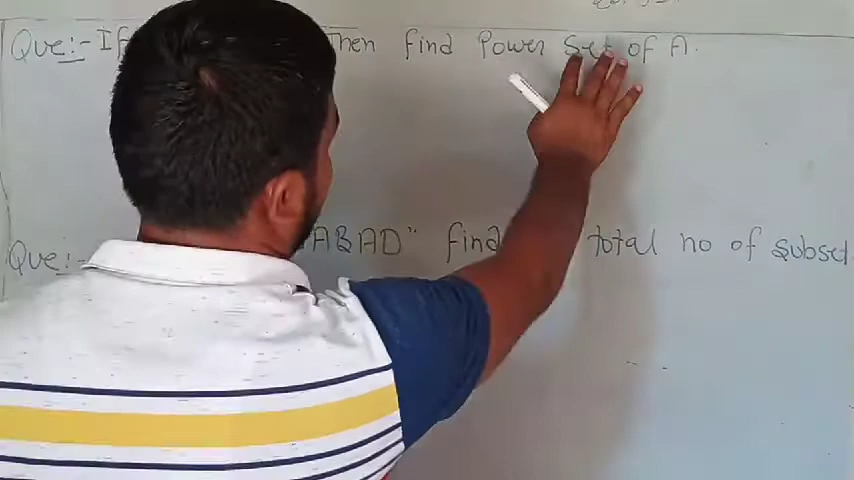 Que:- If Then Find Power Set of A.
Que:- ABAD" Find total no of subset